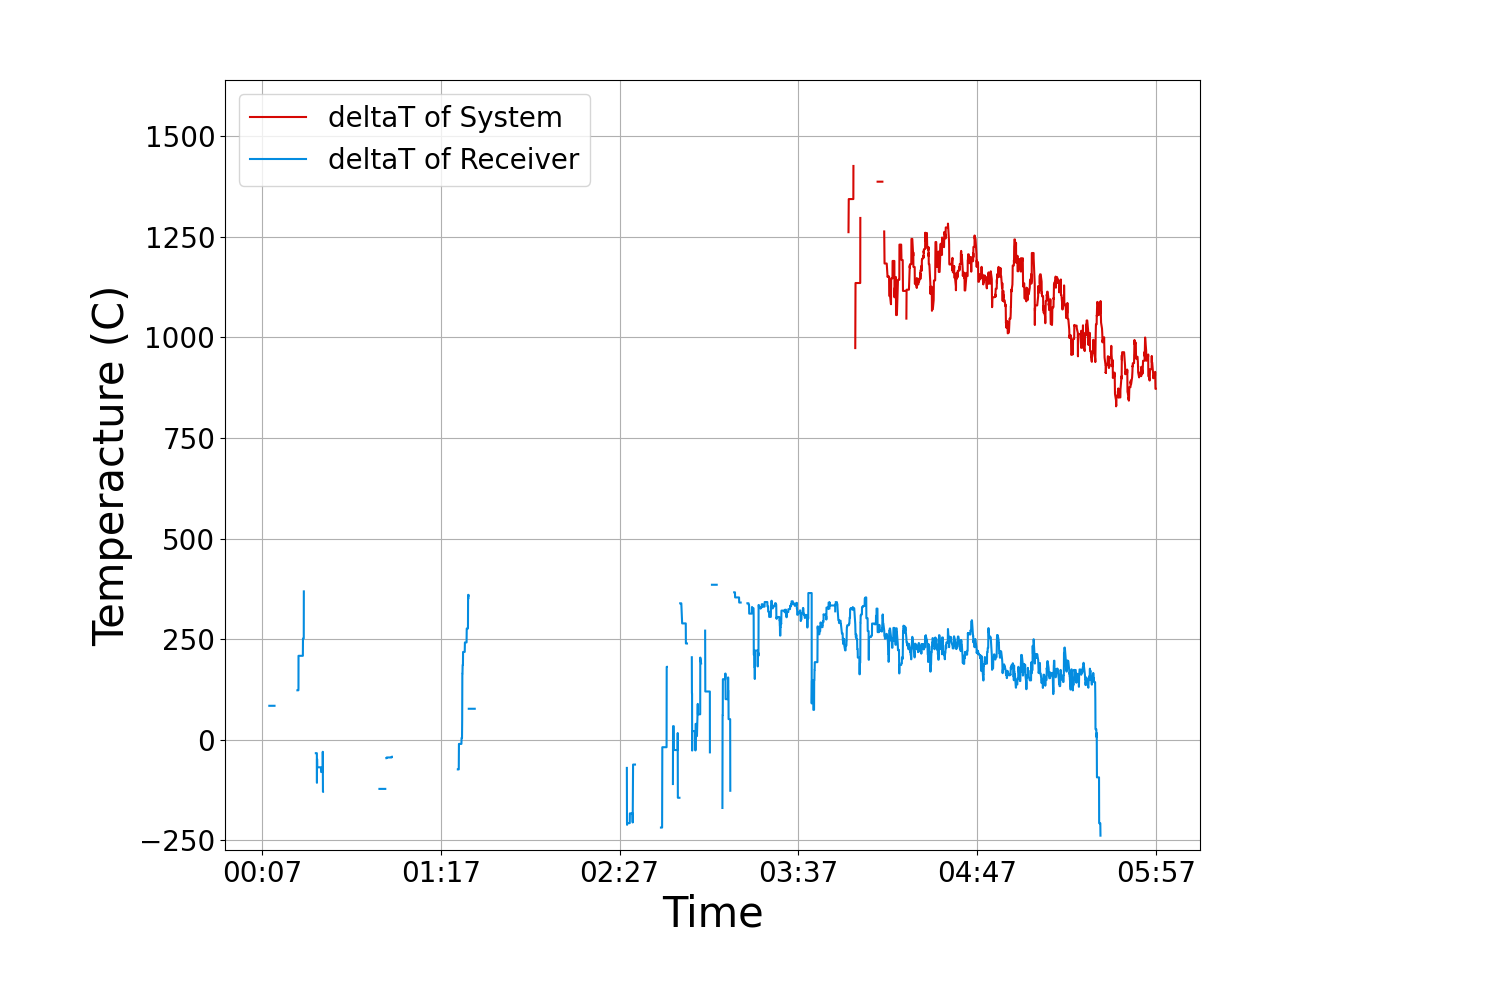 deltaT of System
deltaT of Receiver
1500
1250
1000
750
500
250
0
−250
Temperacture (C)
00:07 01:17 02:27 03:37 04:47 05:57
Time